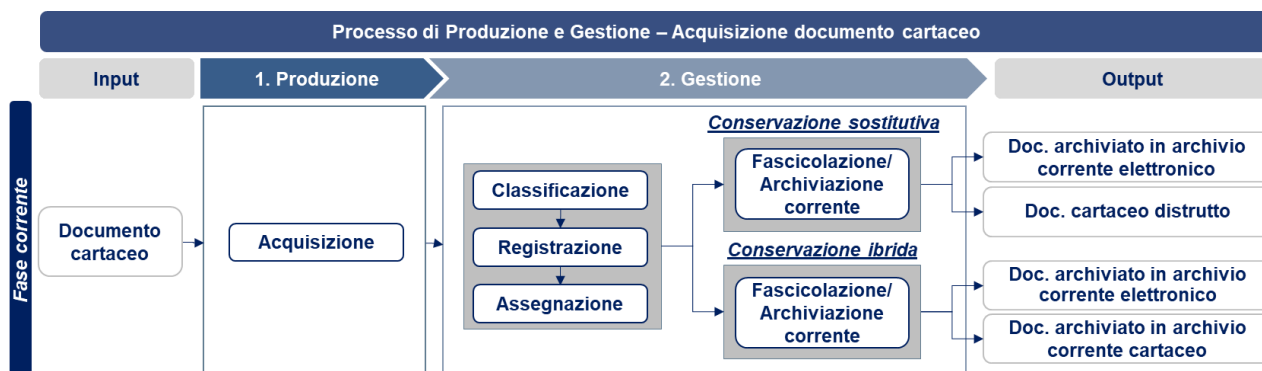 Processo di Produzione e Gestione – Acquisizione documento cartaceo
Input
1. Produzione
2. Gestione
Output
Fase corrente
Documento
cartaceo
Acquisizione
Classificazione
Registrazione
Assegnazione
Conservazione sostitutiva
Fascicolazione/
Archiviazione
corrente
Conservazione ibrida
Fascicolazione/
Archiviazione
corrente
Doc. archiviato in archivio
corrente elettronico
Doc. cartaceo distrutto
Doc. archiviato in archivio
corrente elettronico
Doc. archiviato in archivio
corrente cartaceo